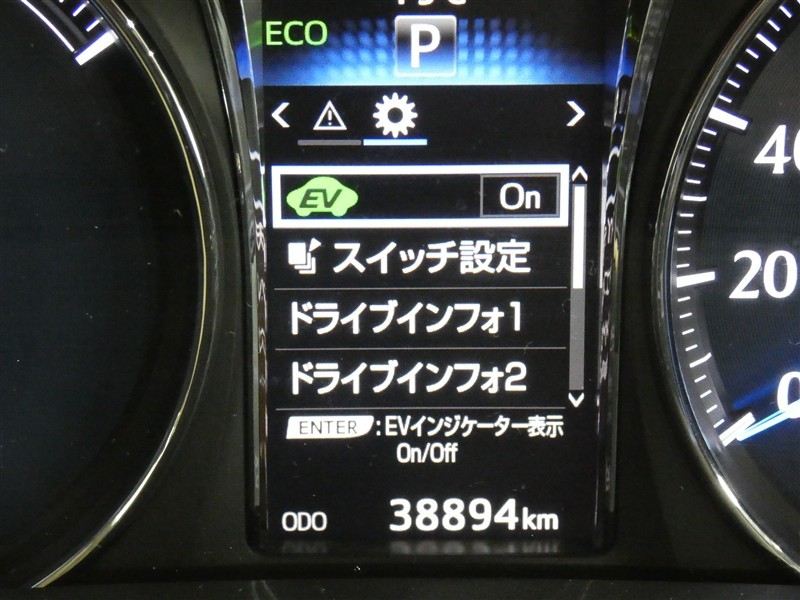 ECO
P
EV On
スイッチ設定
ドライブインフォ1
ドライブインフォ2
ENTER :EVインジケーター表示
On/Off
ODO 38894km
40
20
0